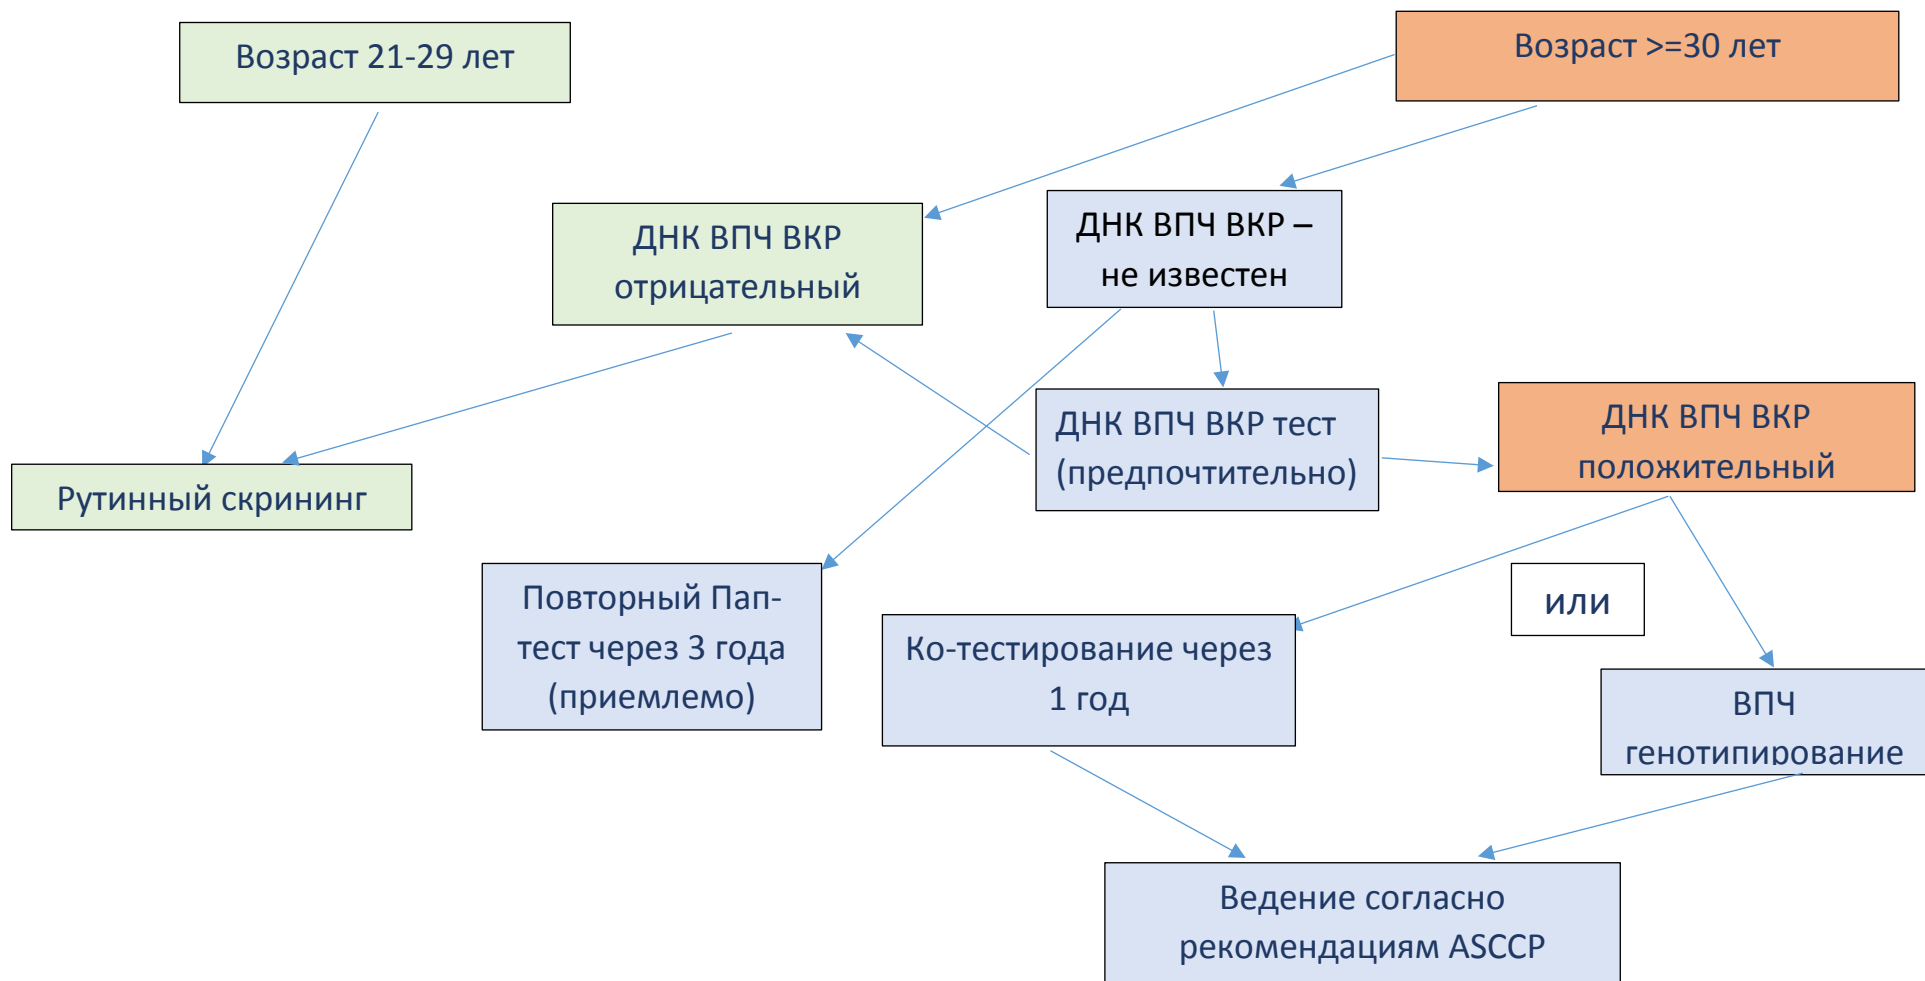 Возраст 21-29 лет
Возраст >=30 лет
ДНК ВПЧ ВКР
отрицательный
ДНК ВПЧ ВКР –
не известен
ДНК ВПЧ ВКР тест
(предпочтительно)
ДНК ВПЧ ВКР
положительный
Рутинный скрининг
Повторный Пап-
тест через 3 года
(приемлемо)
или
Ко-тестирование через
1 год
ВПЧ
генотипирование
Ведение согласно
рекомендациям ASCCP